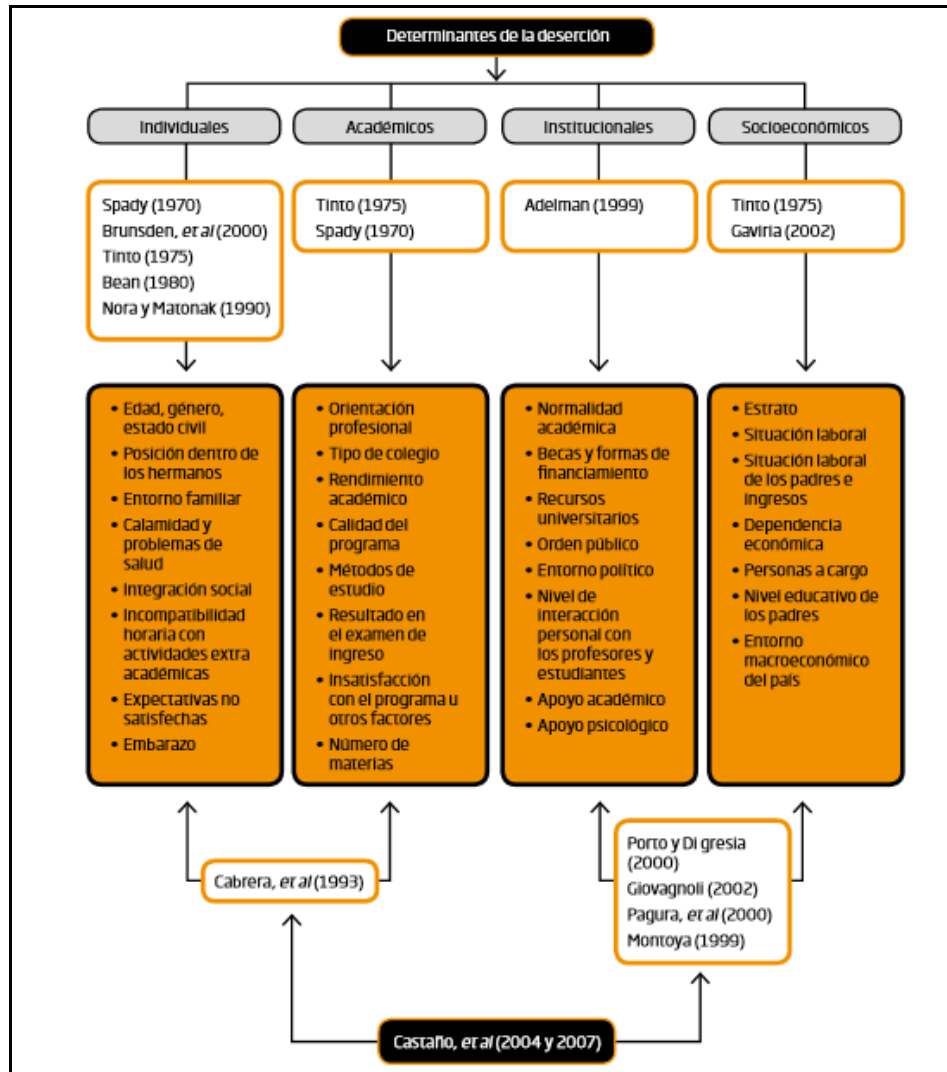 Determinantes de la deserción
Individuales
Académicos
Institucionales
Socioeconómicos
Spady (1970)
Brunsden, et al (2000)
Tinto (1975)
Bean (1980)
Nora y Matonak (1990)
Tinto (1975)
Spady (1970)
Adelman (1999)
Tinto (1975)
Gaviria (2002)
• Edad, género,
estado civil
• Posición dentro de
los hermanos
• Entorno familiar
• Calamidad y
problemas de
salud
• Integración social
• Incompatibilidad
horaria con
actividades extra
académicas
• Expectativas no
satisfechas
• Embarazo
• Orientación
profesional
• Tipo de colegio
• Rendimiento
académico
• Calidad del
programa
• Métodos de
estudio
• Resultado en
el examen de
ingreso
• Insatisfacción
con el programa u
otros factores
• Número de
materias
• Normalidad
académica
• Becas y formas de
financiamiento
• Recursos
universitarios
• Orden público
• Entorno político
• Nivel de
interacción
personal con
los profesores y
estudiantes
• Apoyo académico
• Apoyo psicológico
• Estrato
• Situación laboral
• Situación laboral
de los padres e
ingresos
• Dependencia
económica
• Personas a cargo
• Nivel educativo de
los padres
• Entorno
macroeconómico
del país
Cabrera, et al (1993)
Porto y Di gresia
(2000)
Giovagnoli (2002)
Pagura, et al (2000)
Montoya (1999)
Castaño, et al (2004 y 2007)